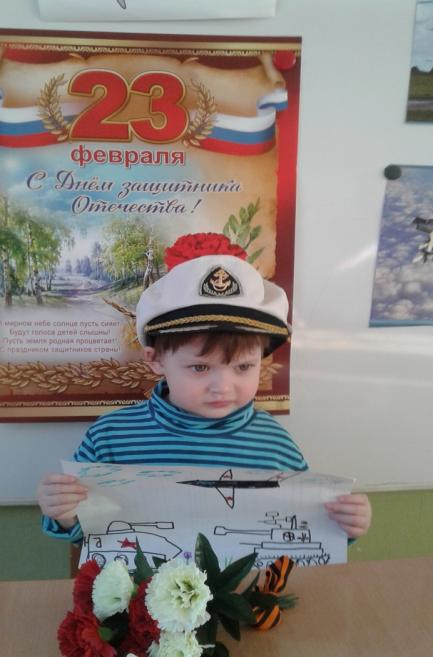 23
февраля
С Днём защитника
Отечества!
В мирном небе солнце пусть сияет
Будут голоса детей слышны!
Пусть земля родная процветает!
С праздником защитников страны!